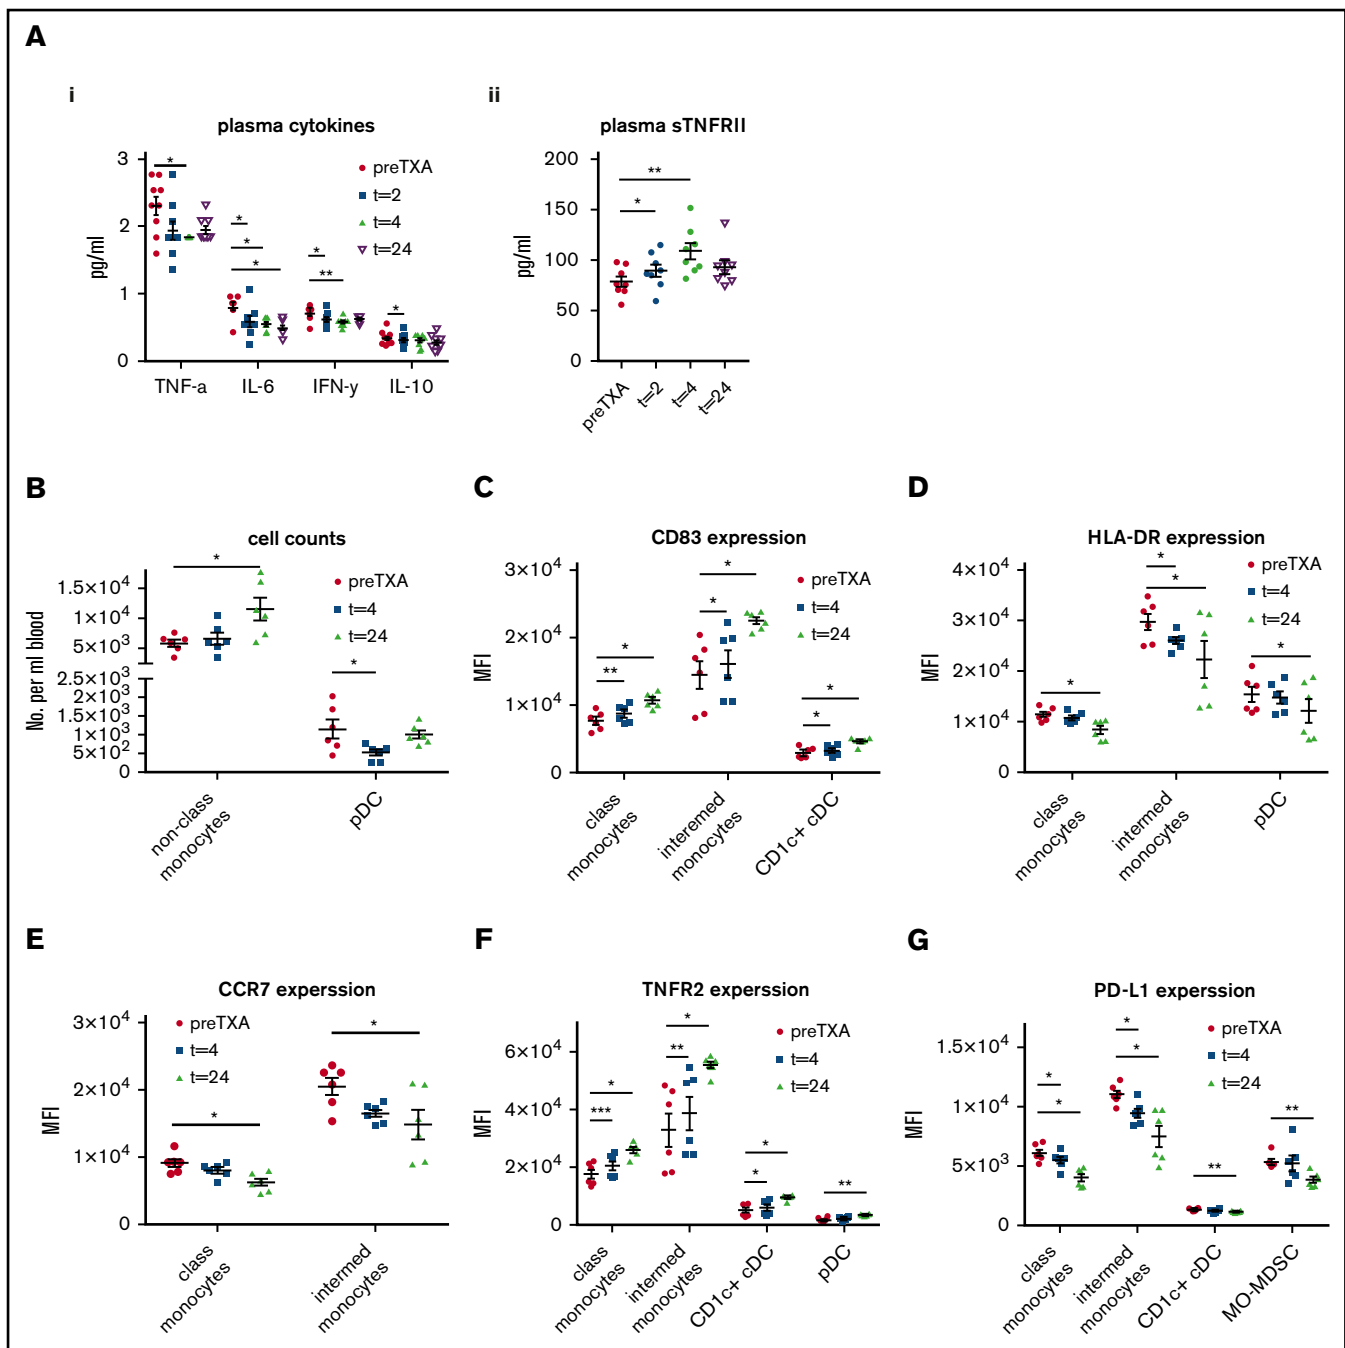 A
i
plasma cytokines
3
2
1
0
pg/ml
*
*
*
*
*
**
*
preTXA
t=2
t=4
t=24
TNF-a
IL-6
IFN-y
IL-10
ii
plasma sTNFRII
200
150
100
50
0
pg/ml
**
*
preTXA
t=2
t=4
t=24
B
cell counts
No. per ml blood
1.5×10⁴
1×10⁴
5×10³
2.5×10³
2×10³
1.5×10³
1×10³
5×10²
0
*
*
preTXA
t=4
t=24
non-class
monocytes
pDC
C
CD83 expression
MFI
3×10⁴
2×10⁴
1×10⁴
0
*
**
*
*
*
*
preTXA
t=4
t=24
class
monocytes
interemed
monocytes
CD1c+ cDC
D
HLA-DR expression
MFI
4×10⁴
3×10⁴
2×10⁴
1×10⁴
0
*
*
*
*
preTXA
t=4
t=24
class
monocytes
intermed
monocytes
pDC
E
CCR7 experssion
MFI
3×10⁴
2×10⁴
1×10⁴
0
preTXA
t=4
t=24
*
*
class
monocytes
intermed
monocytes
F
TNFR2 experssion
MFI
6×10⁴
4×10⁴
2×10⁴
0
*
***
*
**
*
*
**
preTXA
t=4
t=24
class
monocytes
intermed
monocytes
CD1c+ cDC
pDC
G
PD-L1 experssion
MFI
1.5×10⁴
1×10⁴
5×10³
0
*
*
*
*
**
**
preTXA
t=4
t=24
class
monocytes
intermed
monocytes
CD1c+ cDC
MO-MDSC